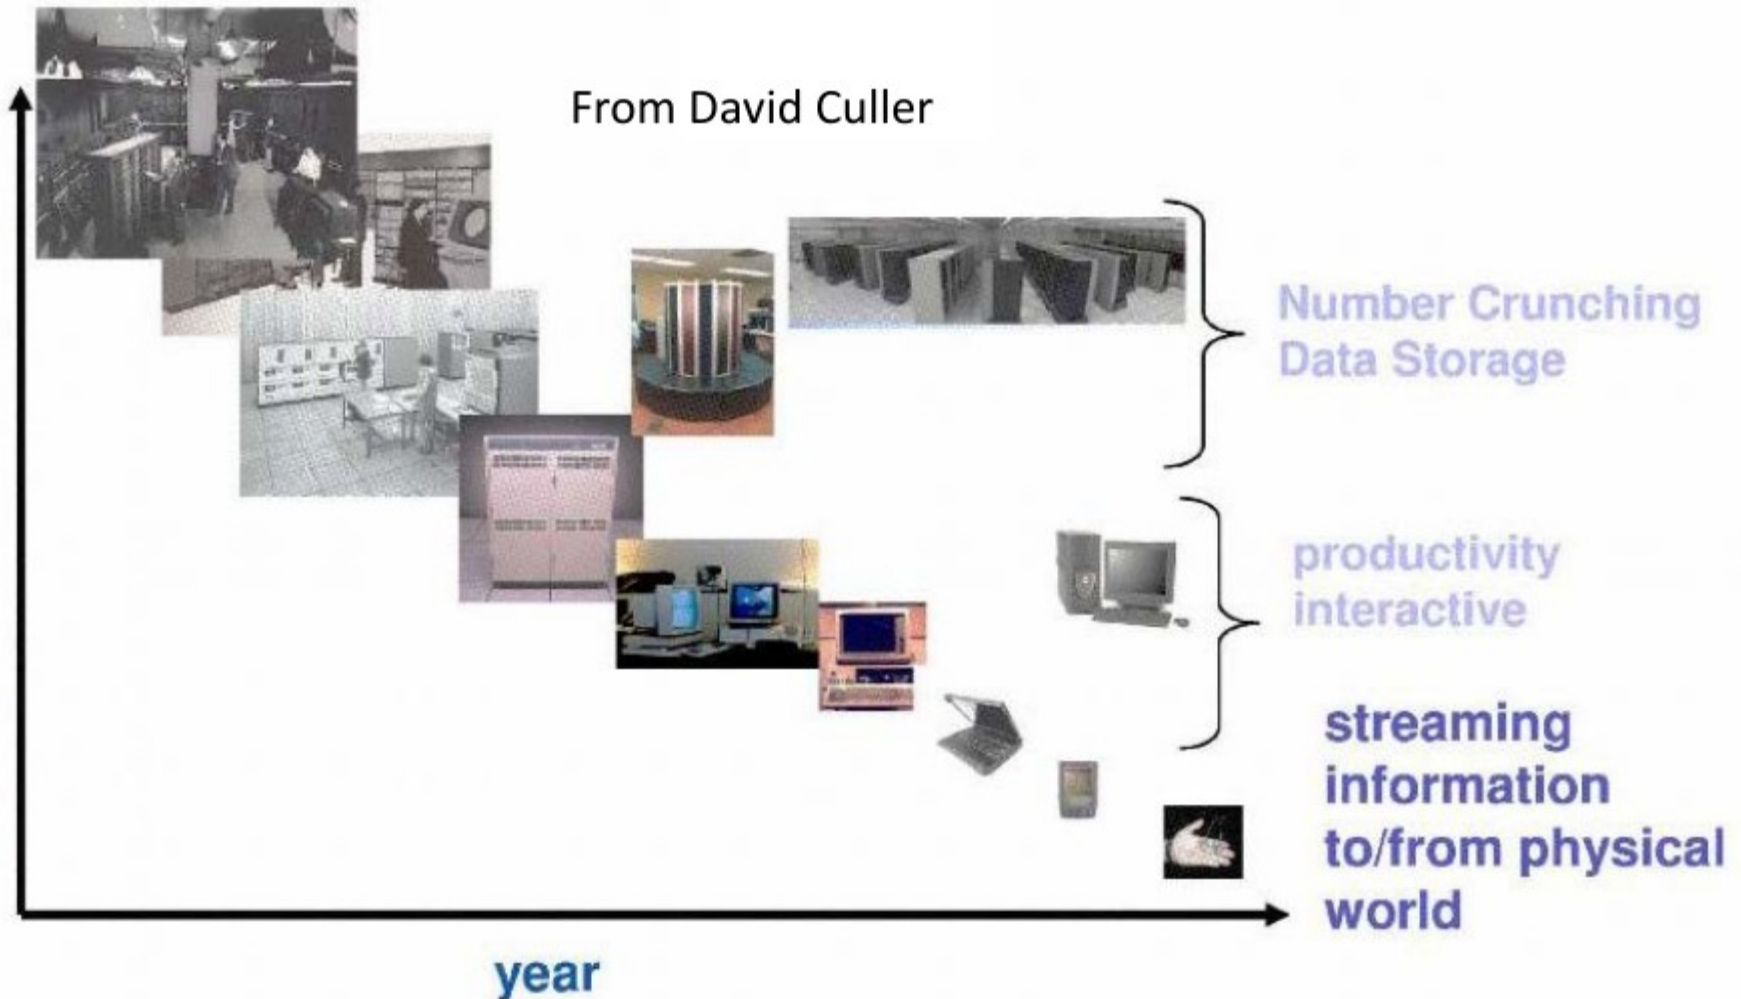 From David Culler
Number Crunching
Data Storage
productivity
interactive
streaming
information
to/from physical
world
year